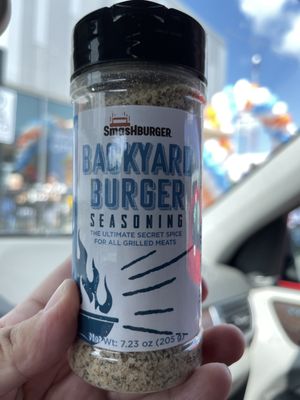 SmaSHBURGER
BACKYARD
BURGER
SEASONING
THE ULTIMATE SECRET SPICE
FOR ALL GRILLED MEATS
Net Wt: 7.23 oz (205 g)